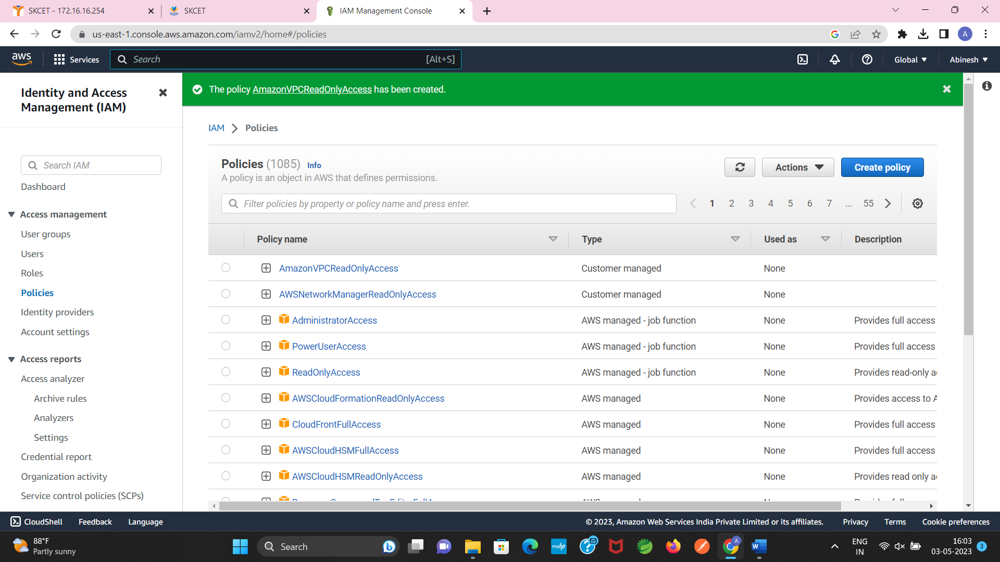 SKCET - 172.16.16.254
SKCET
IAM Management Console
us-east-1.console.aws.amazon.com/iamv2/home#/policies
A
aws
Services
Search
[Alt+S]
Global
Abinesh
Identity and Access
Management (IAM)
The policy AmazonVPCReadOnlyAccess has been created.
IAM
Policies
Search IAM
Dashboard
Access management
User groups
Users
Roles
Policies
Identity providers
Account settings
Access reports
Access analyzer
Archive rules
Analyzers
Settings
Credential report
Organization activity
Service control policies (SCPs)
Policies (1085) Info
A policy is an object in AWS that defines permissions.
Actions
Create policy
Filter policies by property or policy name and press enter.
1 2 3 4 5 6 7 ... 55
Policy name Type Used as Description
AmazonVPCReadOnlyAccess Customer managed None
AWSNetworkManagerReadOnlyAccess Customer managed None
AdministratorAccess AWS managed - job function None Provides full access
PowerUserAccess AWS managed - job function None Provides full access
ReadOnlyAccess AWS managed - job function None Provides read-only a
AWSCloudFormationReadOnlyAccess AWS managed None Provides access to A
CloudFrontFullAccess AWS managed None Provides full access
AWSCloudHSMFullAccess AWS managed None Provides full access
AWSCloudHSMReadOnlyAccess AWS managed None Provides read only a
CloudShell Feedback Language
© 2023, Amazon Web Services India Private Limited or its affiliates. Privacy Terms Cookie preferences
88°F
Partly sunny
Search
myhp
A
W
ENG
IN
16:03
03-05-2023
3